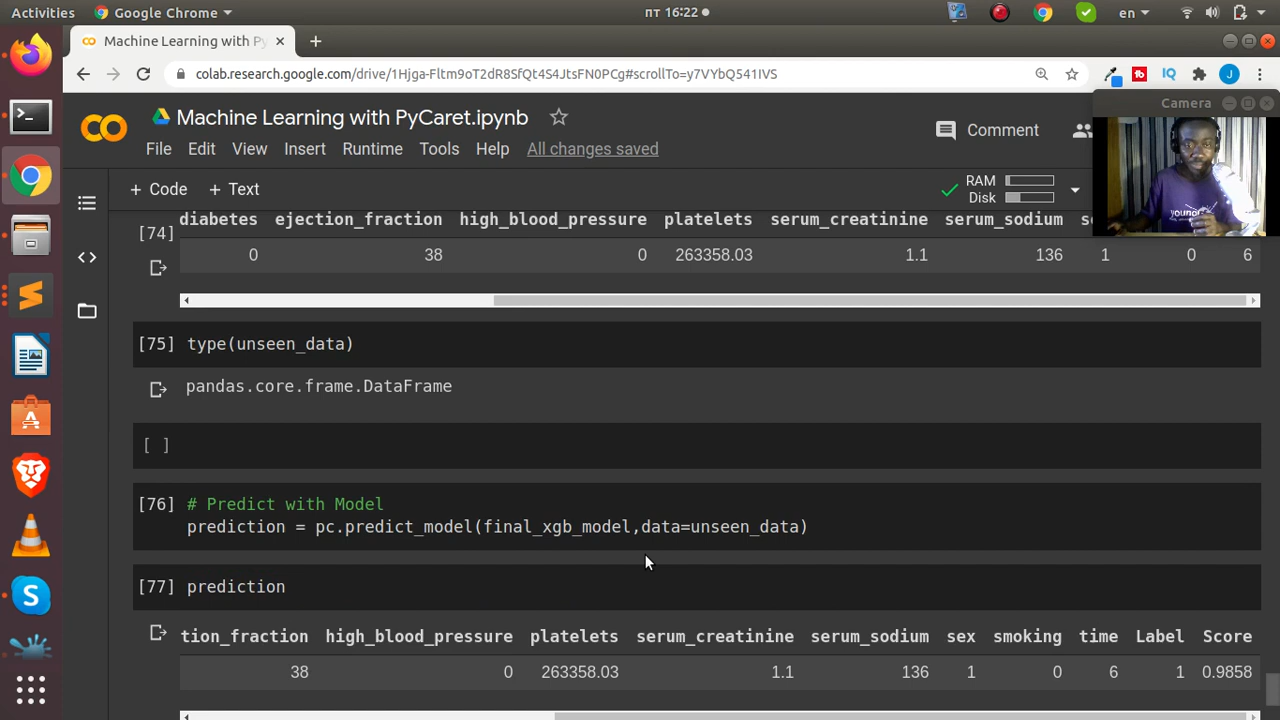 Activities
Google Chrome
пт 16:22
en
Machine Learning with Py
colab.research.google.com/drive/1Hjga-Fltm9oT2dR8SfQt4S4JtsFN0PCg#scrollTo=y7VYbQ541IVS
Camera
Machine Learning with PyCaret.ipynb
Comment
File Edit View Insert Runtime Tools Help All changes saved
+ Code + Text
RAM
Disk
diabetes ejection_fraction high_blood_pressure platelets serum_creatinine serum_sodium
[74]
0 38 0 263358.03 1.1 136 1 0 6
[75] type(unseen_data)
pandas.core.frame.DataFrame
[ ]
[76] # Predict with Model
prediction = pc.predict_model(final_xgb_model,data=unseen_data)
[77] prediction
tion_fraction high_blood_pressure platelets serum_creatinine serum_sodium sex smoking time Label Score
38 0 263358.03 1.1 136 1 0 6 1 0.9858